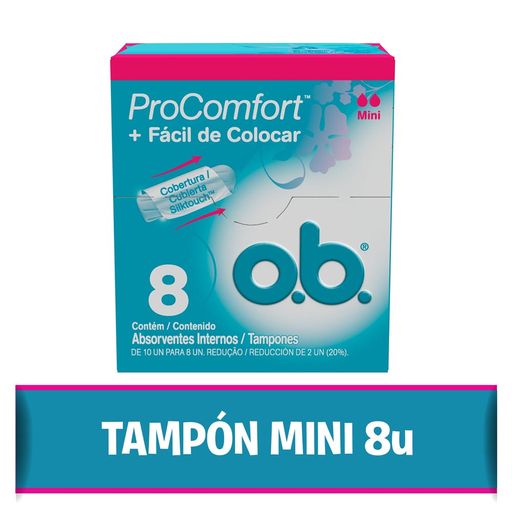 ProComfort™
Mini
+ Fácil de Colocar
Cobertura /
Cubierta
Silktouch™
o.b.®
8
Contém / Contenido
Absorventes Internos / Tampones
DE 10 UN PARA 8 UN. REDUÇÃO / REDUCCIÓN DE 2 UN (20%).
TAMPÓN MINI 8u